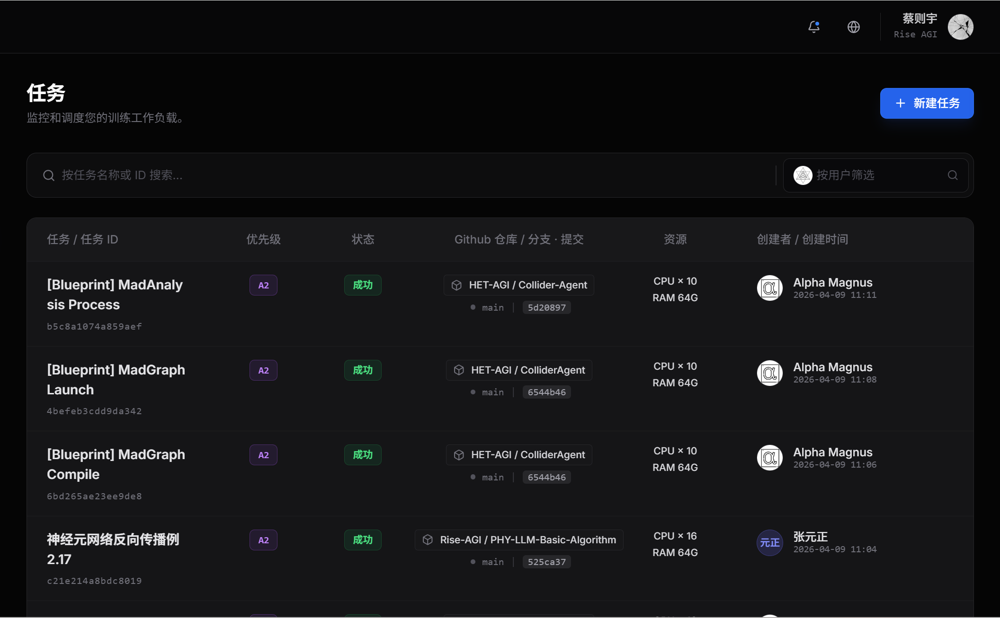 蔡则宇
Rise AGI
任务
监控和调度您的训练工作负载。
+ 新建任务
按任务名称或 ID 搜索...
按用户筛选
任务 / 任务 ID 优先级 状态 Github 仓库 / 分支 · 提交 资源 创建者 / 创建时间
[Blueprint] MadAnaly
sis Process
b5c8a1074a859aef
A2
成功
HET-AGI / Collider-Agent
main | 5d20897
CPU × 10
RAM 64G
Alpha Magnus
2026-04-09 11:11
[Blueprint] MadGraph
Launch
4befeb3cdd9da342
A2
成功
HET-AGI / ColliderAgent
main | 6544b46
CPU × 10
RAM 64G
Alpha Magnus
2026-04-09 11:08
[Blueprint] MadGraph
Compile
6bd265ae23ee9de8
A2
成功
HET-AGI / ColliderAgent
main | 6544b46
CPU × 10
RAM 64G
Alpha Magnus
2026-04-09 11:06
神经元网络反向传播例
2.17
c21e214a8bdc8019
A2
成功
Rise-AGI / PHY-LLM-Basic-Algorithm
main | 525ca37
CPU × 16
RAM 64G
元正
张元正
2026-04-09 11:04